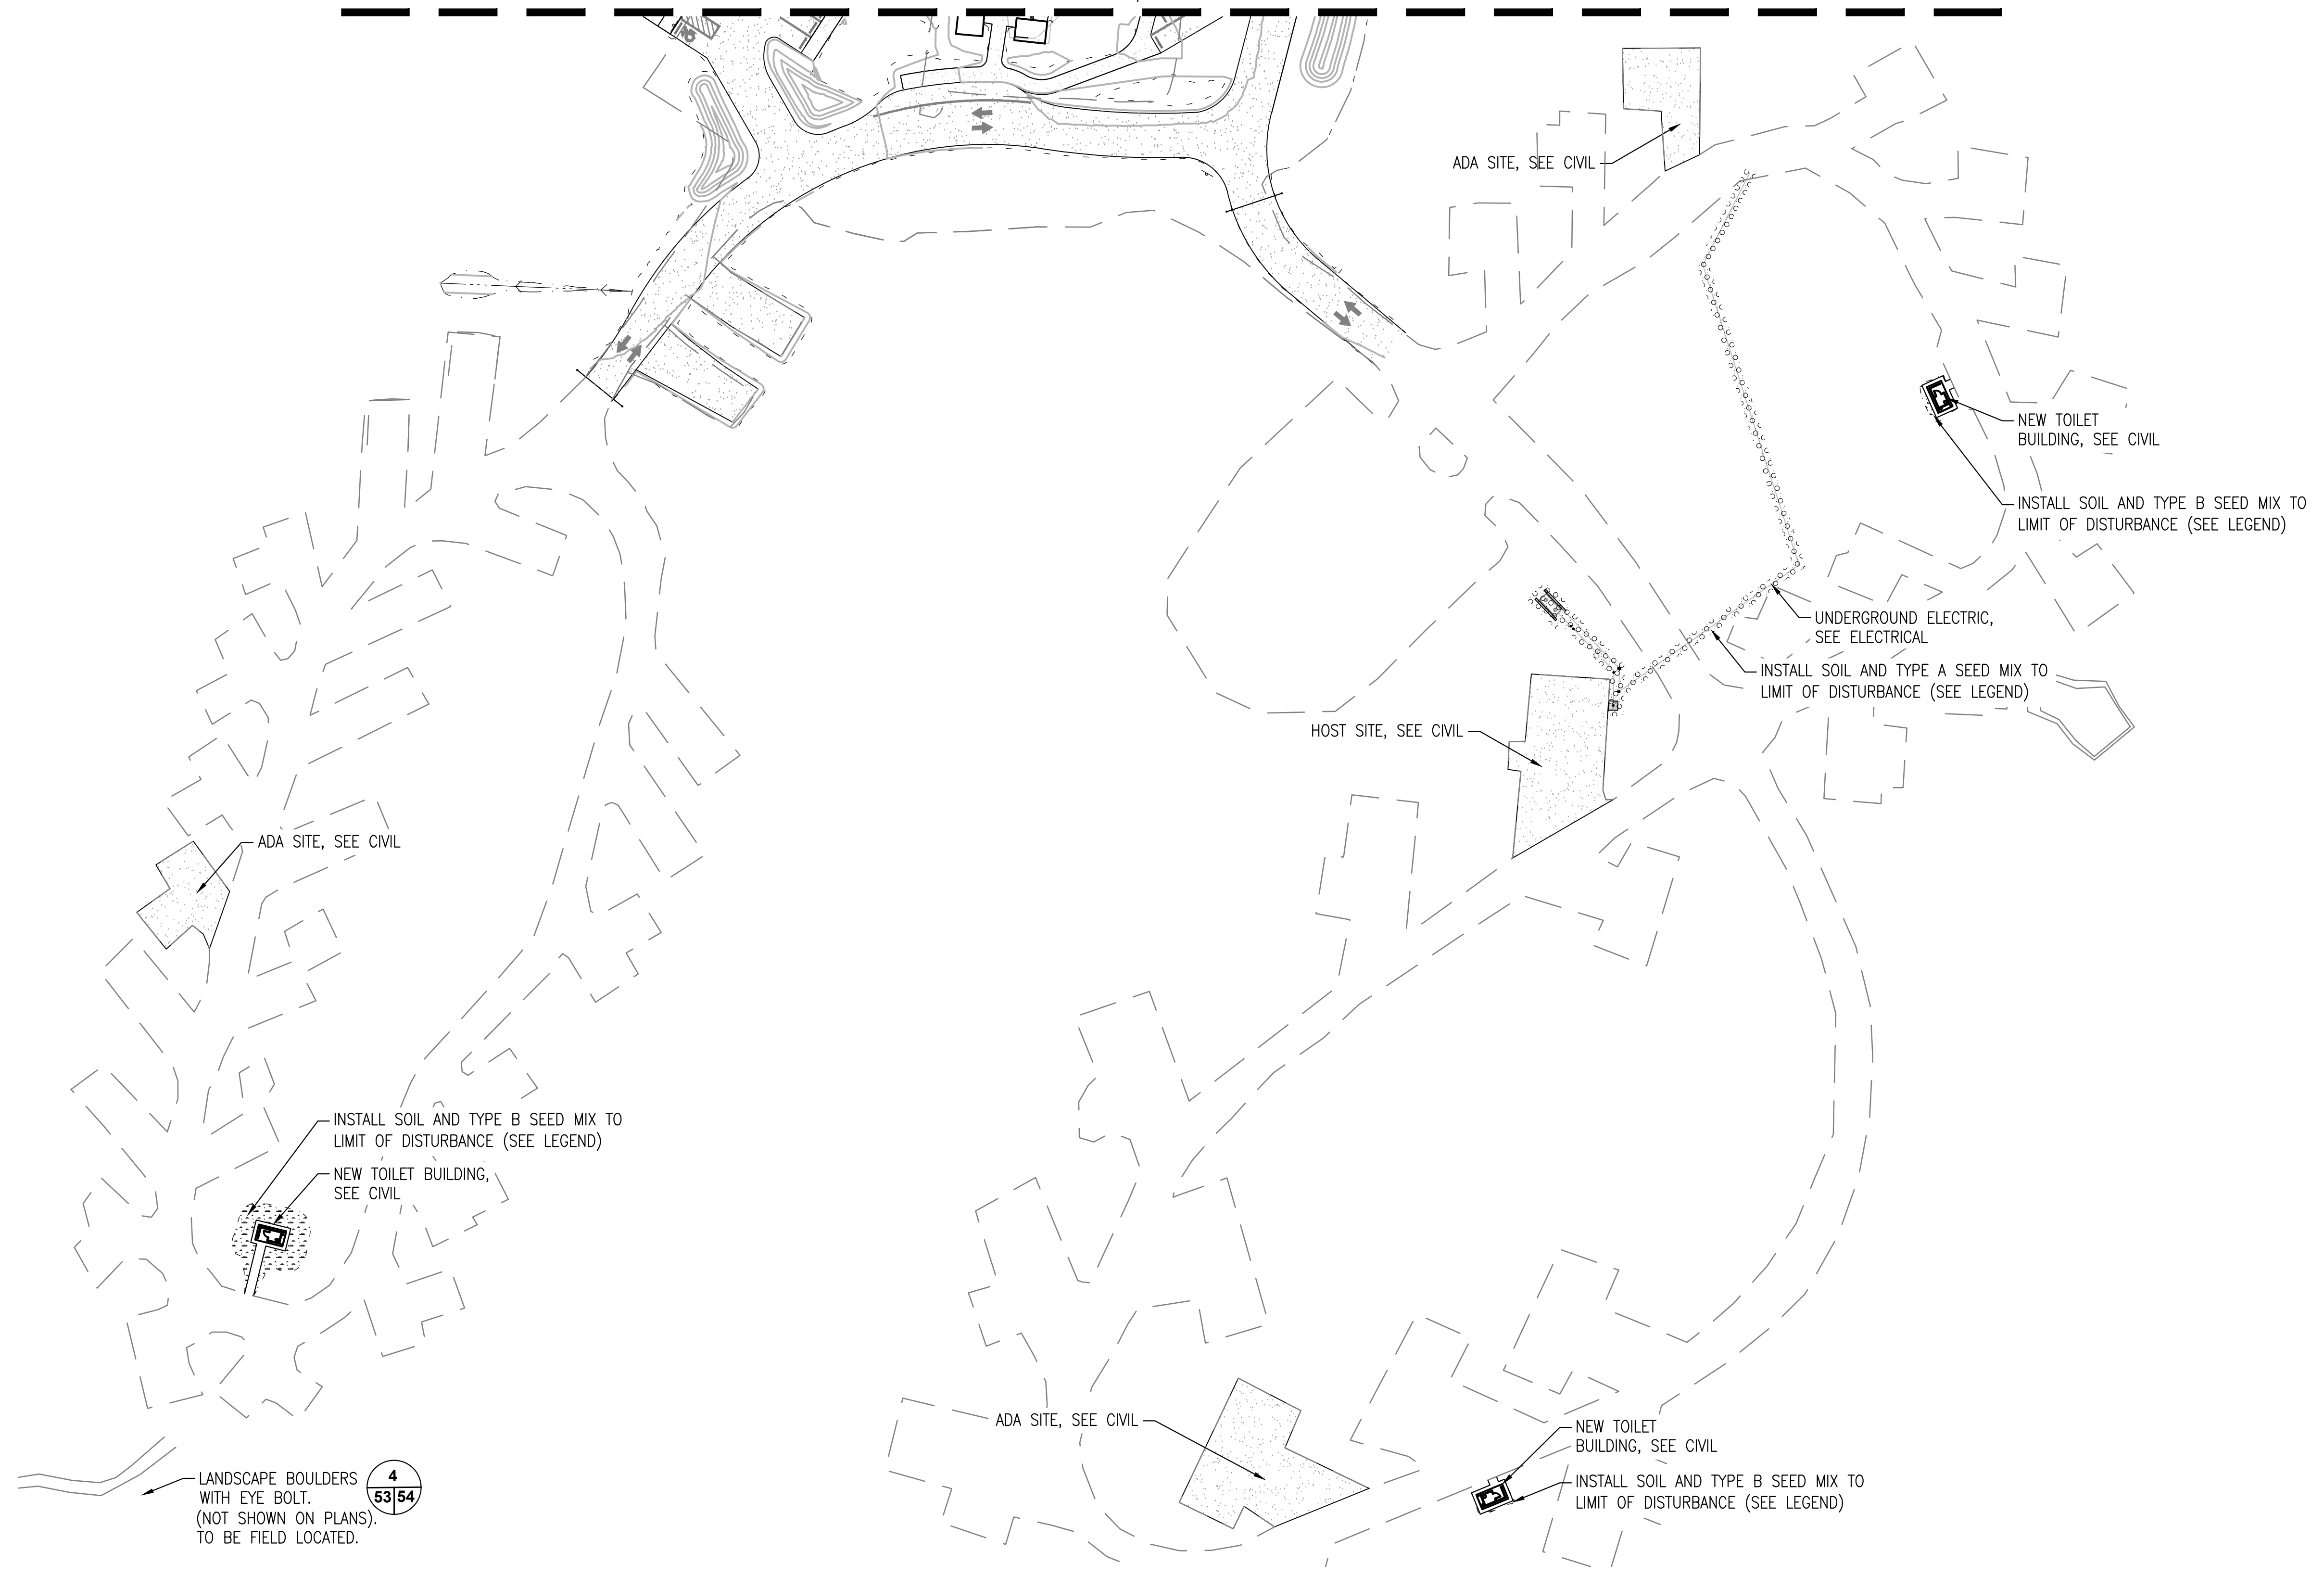 ADA SITE, SEE CIVIL
NEW TOILET
BUILDING, SEE CIVIL
INSTALL SOIL AND TYPE B SEED MIX TO
LIMIT OF DISTURBANCE (SEE LEGEND)
UNDERGROUND ELECTRIC,
SEE ELECTRICAL
INSTALL SOIL AND TYPE A SEED MIX TO
LIMIT OF DISTURBANCE (SEE LEGEND)
HOST SITE, SEE CIVIL
ADA SITE, SEE CIVIL
INSTALL SOIL AND TYPE B SEED MIX TO
LIMIT OF DISTURBANCE (SEE LEGEND)
NEW TOILET BUILDING,
SEE CIVIL
ADA SITE, SEE CIVIL
NEW TOILET
BUILDING, SEE CIVIL
INSTALL SOIL AND TYPE B SEED MIX TO
LIMIT OF DISTURBANCE (SEE LEGEND)
LANDSCAPE BOULDERS
WITH EYE BOLT.
(NOT SHOWN ON PLANS).
TO BE FIELD LOCATED.
4
53 54